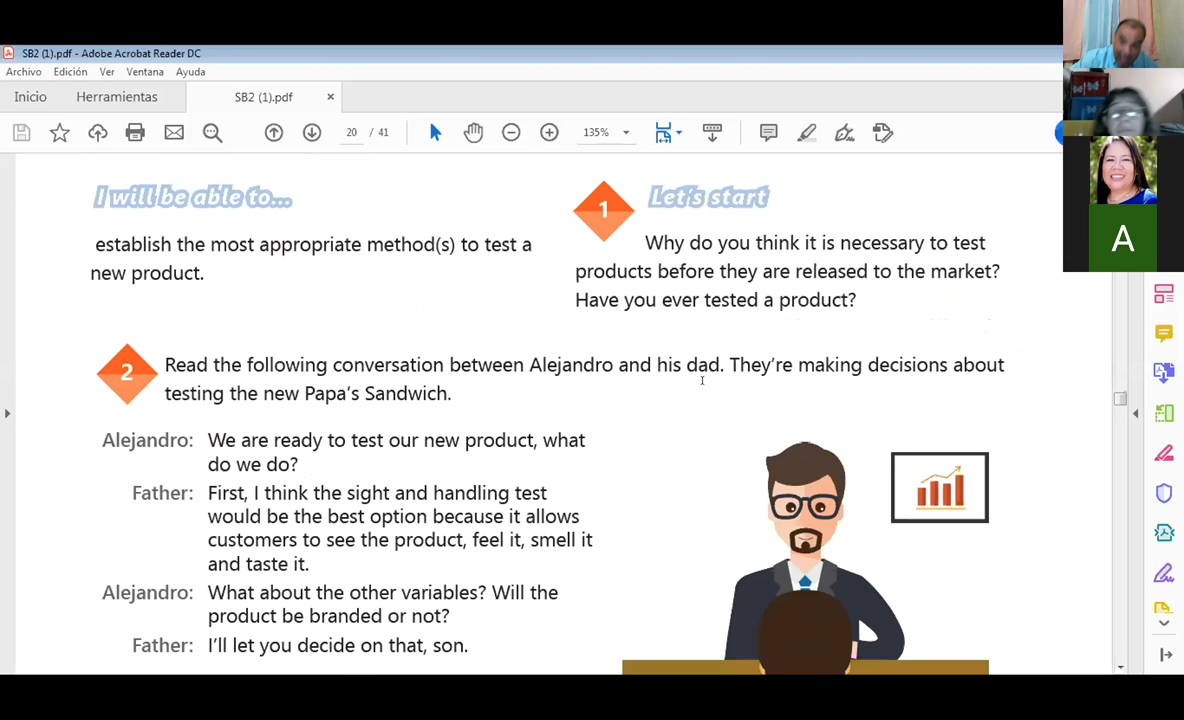 SB2 (1).pdf - Adobe Acrobat Reader DC
Archivo Edición Ver Ventana Ayuda
Inicio Herramientas SB2 (1).pdf ×
20 / 41 135%
I will be able to...
establish the most appropriate method(s) to test a
new product.
1 Let's start
Why do you think it is necessary to test
products before they are released to the market?
Have you ever tested a product?
2 Read the following conversation between Alejandro and his dad. They're making decisions about
testing the new Papa's Sandwich.
Alejandro: We are ready to test our new product, what
do we do?
Father: First, I think the sight and handling test
would be the best option because it allows
customers to see the product, feel it, smell it
and taste it.
Alejandro: What about the other variables? Will the
product be branded or not?
Father: I'll let you decide on that, son.
A